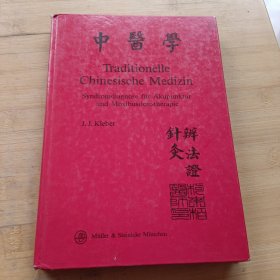 中醫學
Traditionelle
Chinesische Medizin
Syndromdiagnose für Akupunktur
und Moxibustionstherapie
J. J. Kleber
辨法證
針灸
Müller & Steinicke München